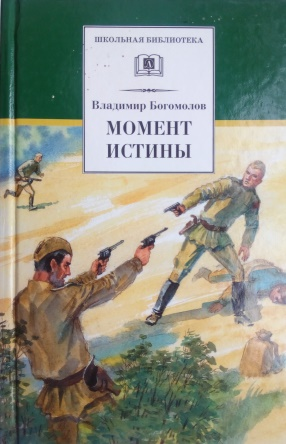 ШКОЛЬНАЯ БИБЛИОТЕКА
Владимир Богомолов
МОМЕНТ
ИСТИНЫ